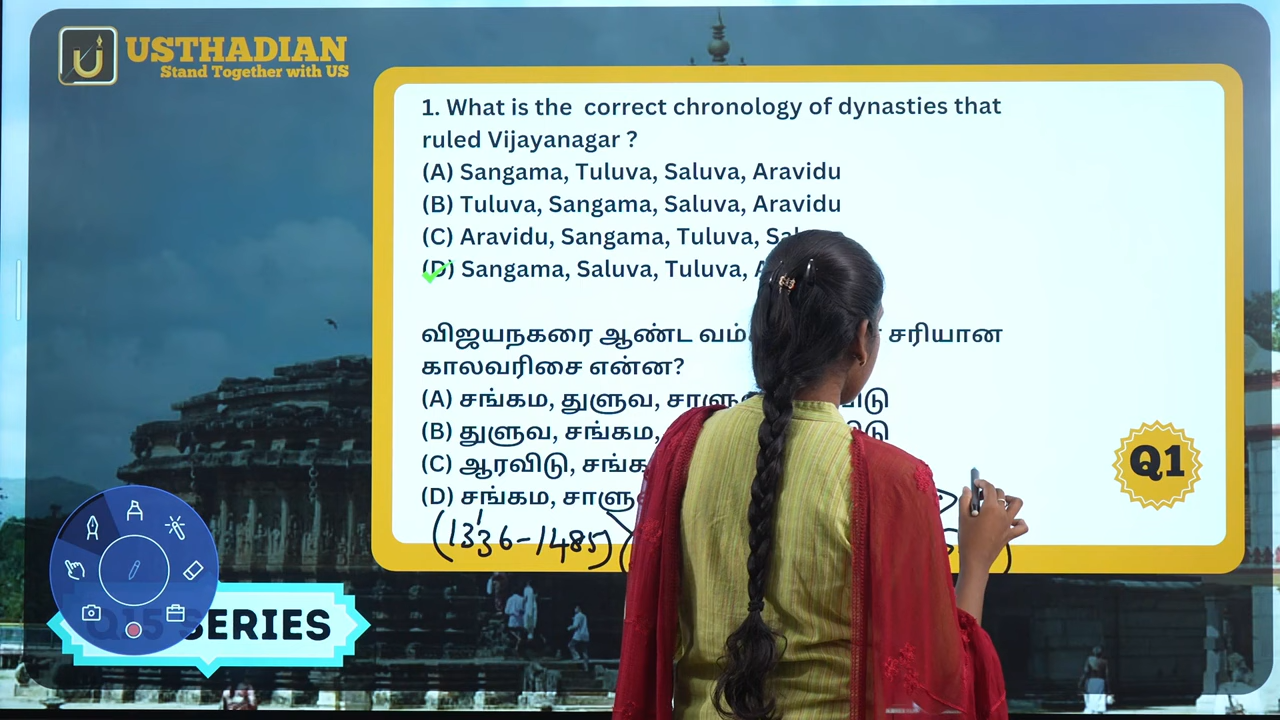 USTHADIAN
Stand Together with US
1. What is the correct chronology of dynasties that
ruled Vijayanagar ?
(A) Sangama, Tuluva, Saluva, Aravidu
(B) Tuluva, Sangama, Saluva, Aravidu
(C) Aravidu, Sangama, Tuluva,
(D) Sangama, Saluva, Tuluva,
விஜயநகரை ஆண்ட சரியான
காலவரிசை என்ன?
(A) சங்கம, துளுவ,
(B) துளுவ, சங்கம,
(C) ஆரவிடு,
(D) சங்கம,
(1336-1485)
Q1
SERIES